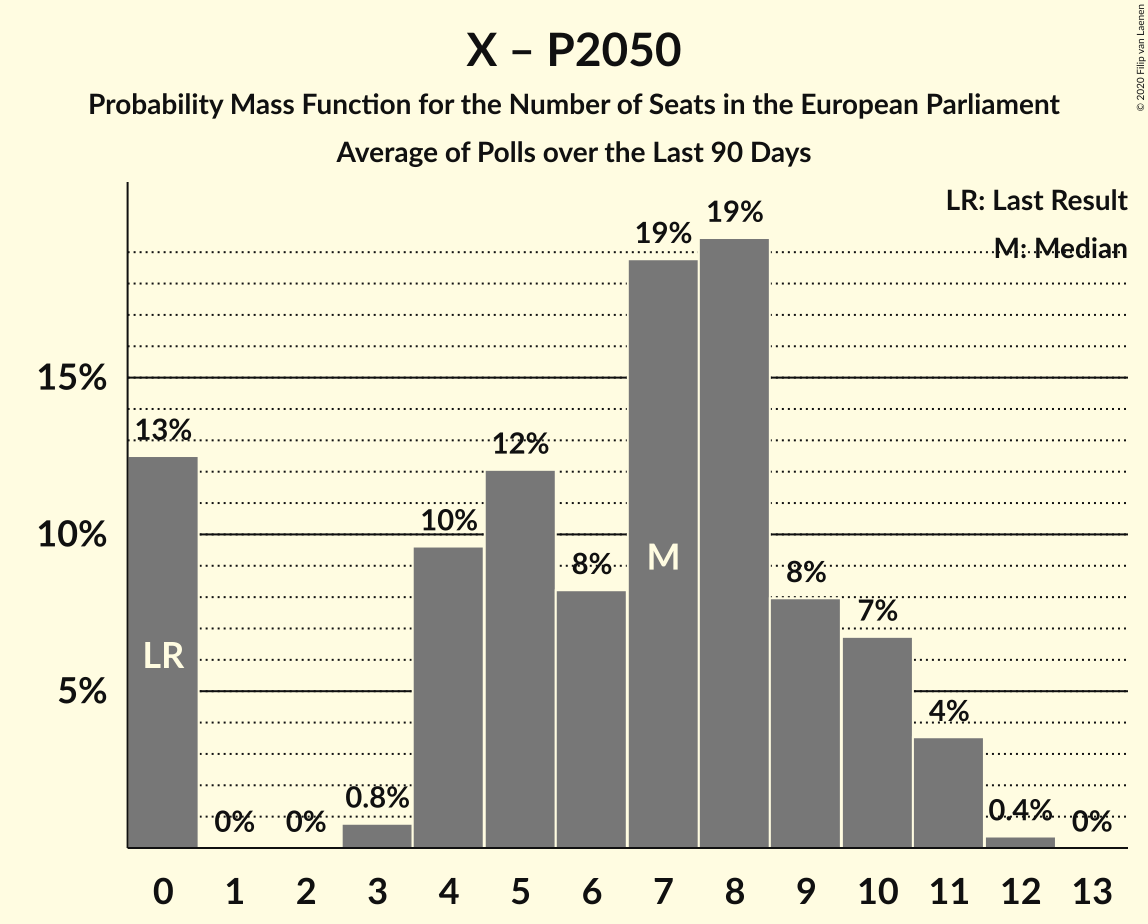 X – P2050
Probability Mass Function for the Number of Seats in the European Parliament
Average of Polls over the Last 90 Days
© 2020 Filip van Laenen
LR: Last Result
M: Median
15%
10%
5%
13%
0%
0%
0.8%
10%
12%
8%
19%
19%
8%
7%
4%
0.4%
0%
LR
M
0 1 2 3 4 5 6 7 8 9 10 11 12 13